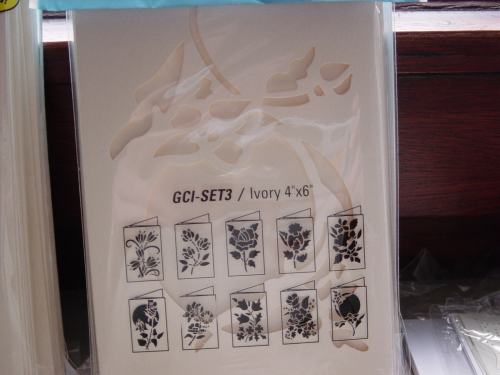 GCI-SET3 / Ivory 4"x6"